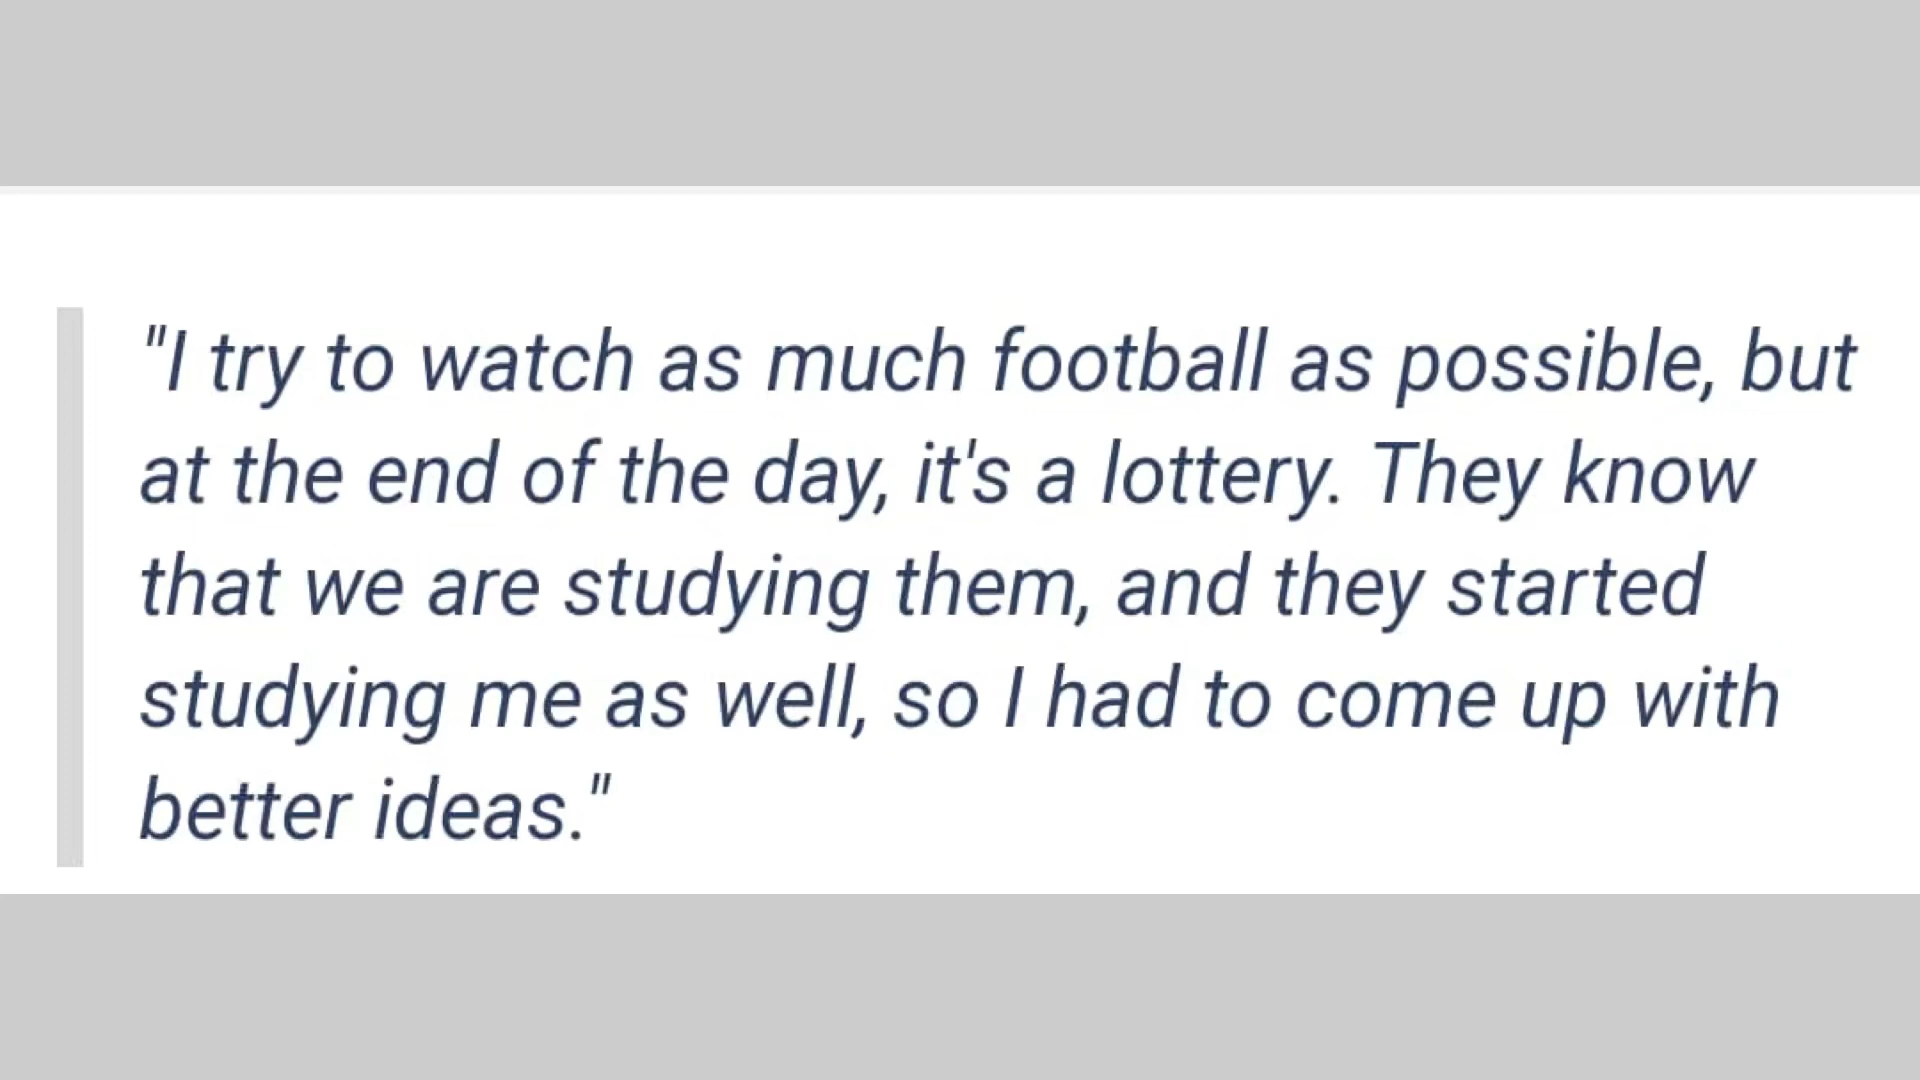 "I try to watch as much football as possible, but
at the end of the day, it's a lottery. They know
that we are studying them, and they started
studying me as well, so I had to come up with
better ideas."